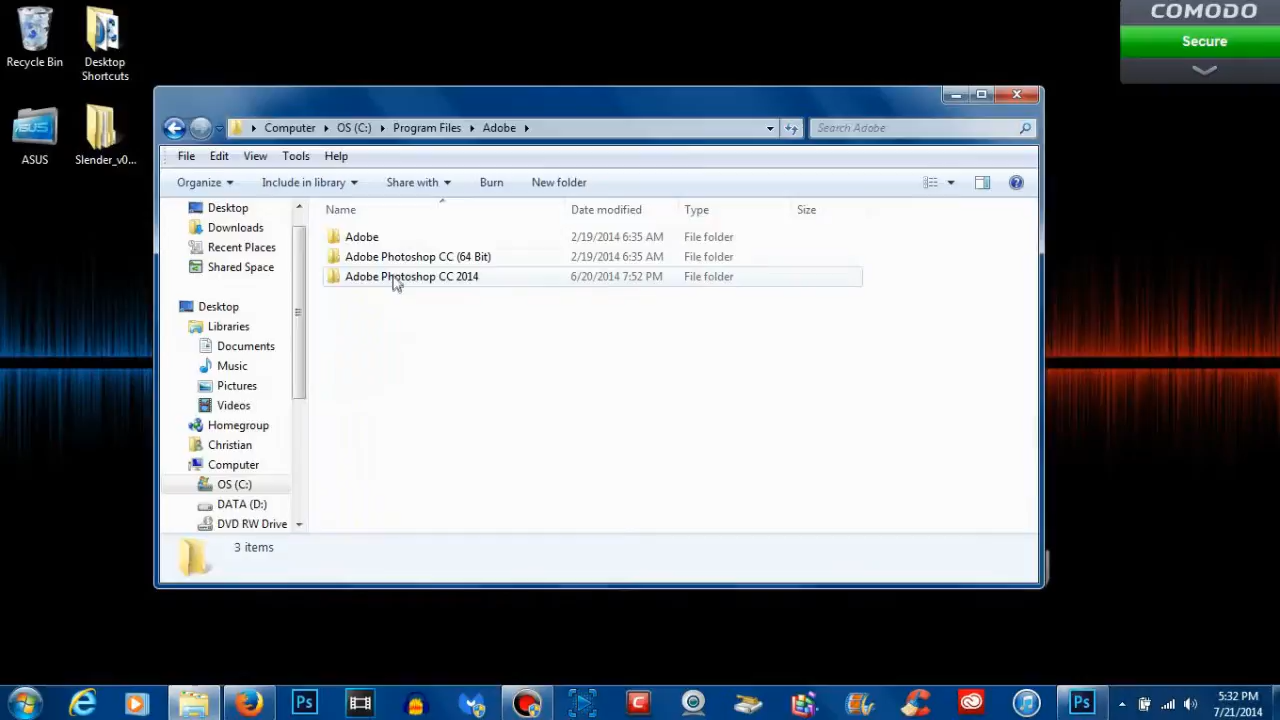 COMODO
Secure
Recycle Bin
Desktop Shortcuts
ASUS
Slender_v0...
Computer OS (C:) Program Files Adobe
Search Adobe
File Edit View Tools Help
Organize Include in library Share with Burn New folder
Name Date modified Type Size
Adobe 2/19/2014 6:35 AM File folder
Adobe Photoshop CC (64 Bit) 2/19/2014 6:35 AM File folder
Adobe Photoshop CC 2014 6/20/2014 7:52 PM File folder
Desktop
Downloads
Recent Places
Shared Space
Desktop
Libraries
Documents
Music
Pictures
Videos
Homegroup
Christian
Computer
OS (C:)
DATA (D:)
DVD RW Drive
3 items
Ps
Ps
5:32 PM
7/21/2014